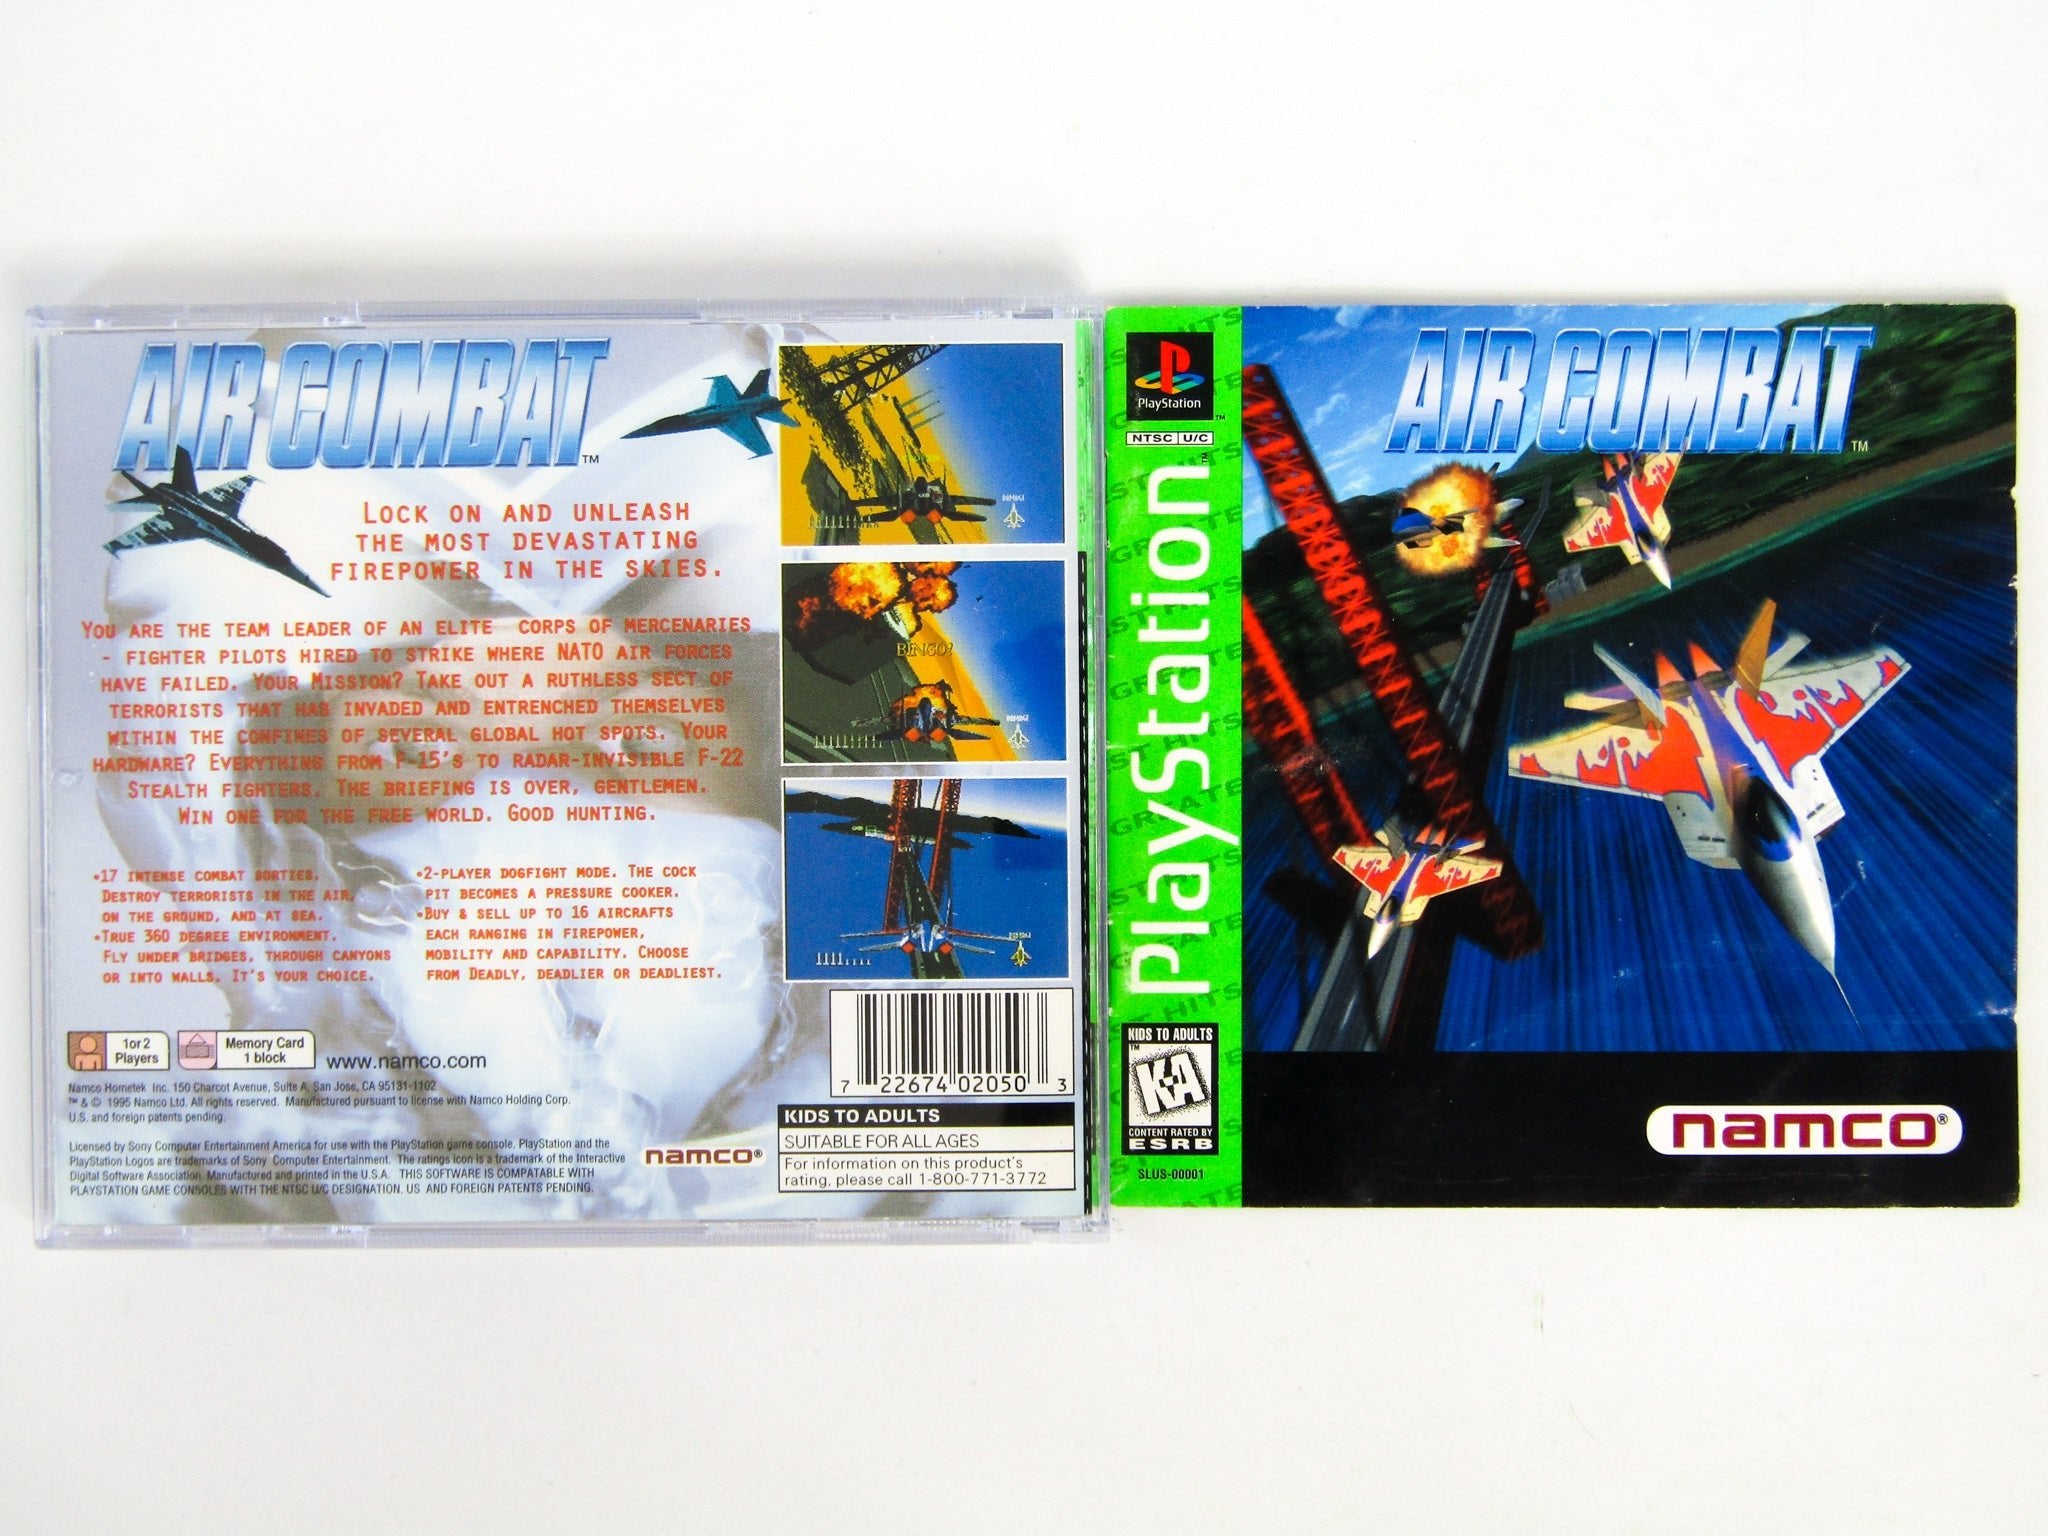 AIR COMBAT™
LOCK ON AND UNLEASH
THE MOST DEVASTATING
FIREPOWER IN THE SKIES.
YOU ARE THE TEAM LEADER OF AN ELITE CORPS OF MERCENARIES
- FIGHTER PILOTS HIRED TO STRIKE WHERE NATO AIR FORCES
HAVE FAILED. YOUR MISSION? TAKE OUT A RUTHLESS SECT OF
TERRORISTS THAT HAS INVADED AND ENTRENCHED THEMSELVES
WITHIN THE CONFINES OF SEVERAL GLOBAL HOT SPOTS. YOUR
HARDWARE? EVERYTHING FROM F-15'S TO RADAR-INVISIBLE F-22
STEALTH FIGHTERS. THE BRIEFING IS OVER, GENTLEMEN.
WIN ONE FOR THE FREE WORLD. GOOD HUNTING.
•17 INTENSE COMBAT SORTIES.
DESTROY TERRORISTS IN THE AIR,
ON THE GROUND, AND AT SEA.
•TRUE 360 DEGREE ENVIRONMENT.
FLY UNDER BRIDGES, THROUGH CANYONS
OR INTO WALLS. IT'S YOUR CHOICE.
•2-PLAYER DOGFIGHT MODE. THE COCK
PIT BECOMES A PRESSURE COOKER.
•BUY & SELL UP TO 16 AIRCRAFTS
EACH RANGING IN FIREPOWER,
MOBILITY AND CAPABILITY. CHOOSE
FROM DEADLY, DEADLIER OR DEADLIEST.
DAMAGE
BINGO!
DAMAGE
DAMAGE
1or 2
Players
Memory Card
1 block
www.namco.com
Namco Hometek Inc. 150 Charcot Avenue, Suite A, San Jose, CA 95131-1102
™ & © 1995 Namco Ltd. All rights reserved. Manufactured pursuant to license with Namco Holding Corp.
U.S. and foreign patents pending.
Licensed by Sony Computer Entertainment America for use with the PlayStation game console. PlayStation and the
PlayStation Logos are trademarks of Sony Computer Entertainment. The ratings icon is a trademark of the Interactive
Digital Software Association. Manufactured and printed in the U.S.A. THIS SOFTWARE IS COMPATABLE WITH
PLAYSTATION GAME CONSOLES WITH THE NTSC U/C DESIGNATION. US AND FOREIGN PATENTS PENDING.
namco®
7 22674 02050 3
KIDS TO ADULTS
SUITABLE FOR ALL AGES
For information on this product's
rating, please call 1-800-771-3772
PlayStation™
NTSC U/C
PlayStation™
GREATEST HITS
KIDS TO ADULTS
™
K-A
CONTENT RATED BY
ESRB
SLUS-00001
AIR COMBAT™
namco®